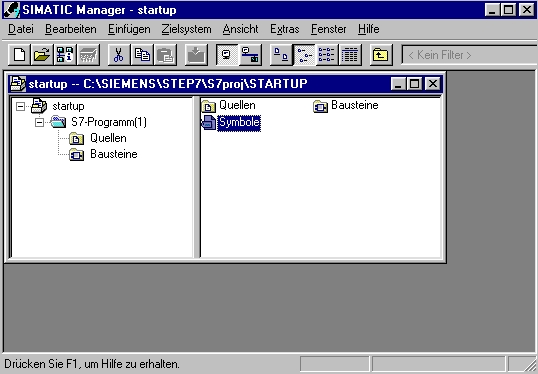 SIMATIC Manager - startup
Datei Bearbeiten Einfügen Zielsystem Ansicht Extras Fenster Hilfe
< Kein Filter >
startup -- C:\SIEMENS\STEP7\S7proj\STARTUP
startup
S7-Programm(1)
Quellen
Bausteine
Quellen Bausteine
Symbole
Drücken Sie F1, um Hilfe zu erhalten.